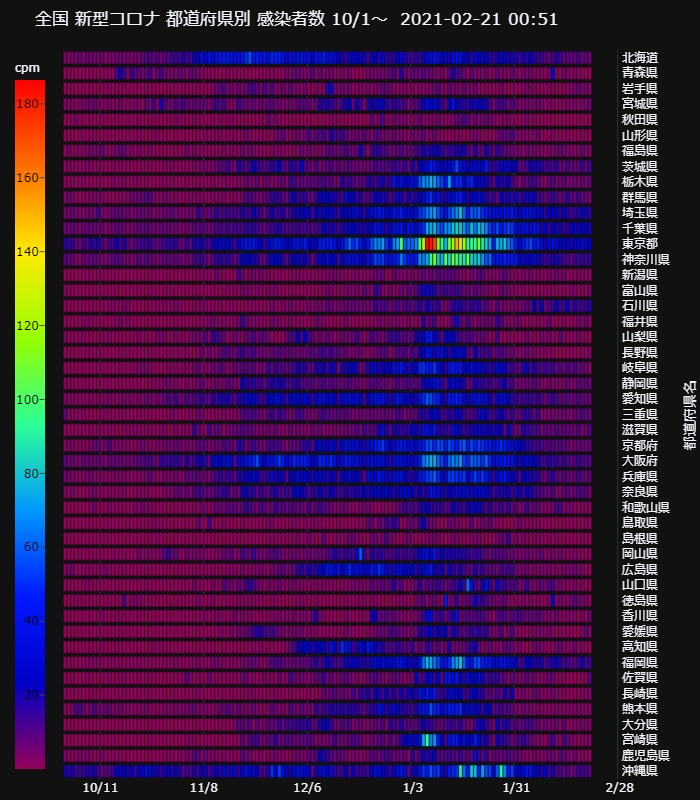 全国 新型コロナ 都道府県別 感染者数 10/1～ 2021-02-21 00:51
cpm
180
160
140
120
100
80
60
40
20
北海道
青森県
岩手県
宮城県
秋田県
山形県
福島県
茨城県
栃木県
群馬県
埼玉県
千葉県
東京都
神奈川県
新潟県
富山県
石川県
福井県
山梨県
長野県
岐阜県
静岡県
愛知県
三重県
滋賀県
京都府
大阪府
兵庫県
奈良県
和歌山県
鳥取県
島根県
岡山県
広島県
山口県
徳島県
香川県
愛媛県
高知県
福岡県
佐賀県
長崎県
熊本県
大分県
宮崎県
鹿児島県
沖縄県
都道府県名
10/11
11/8
12/6
1/3
1/31
2/28